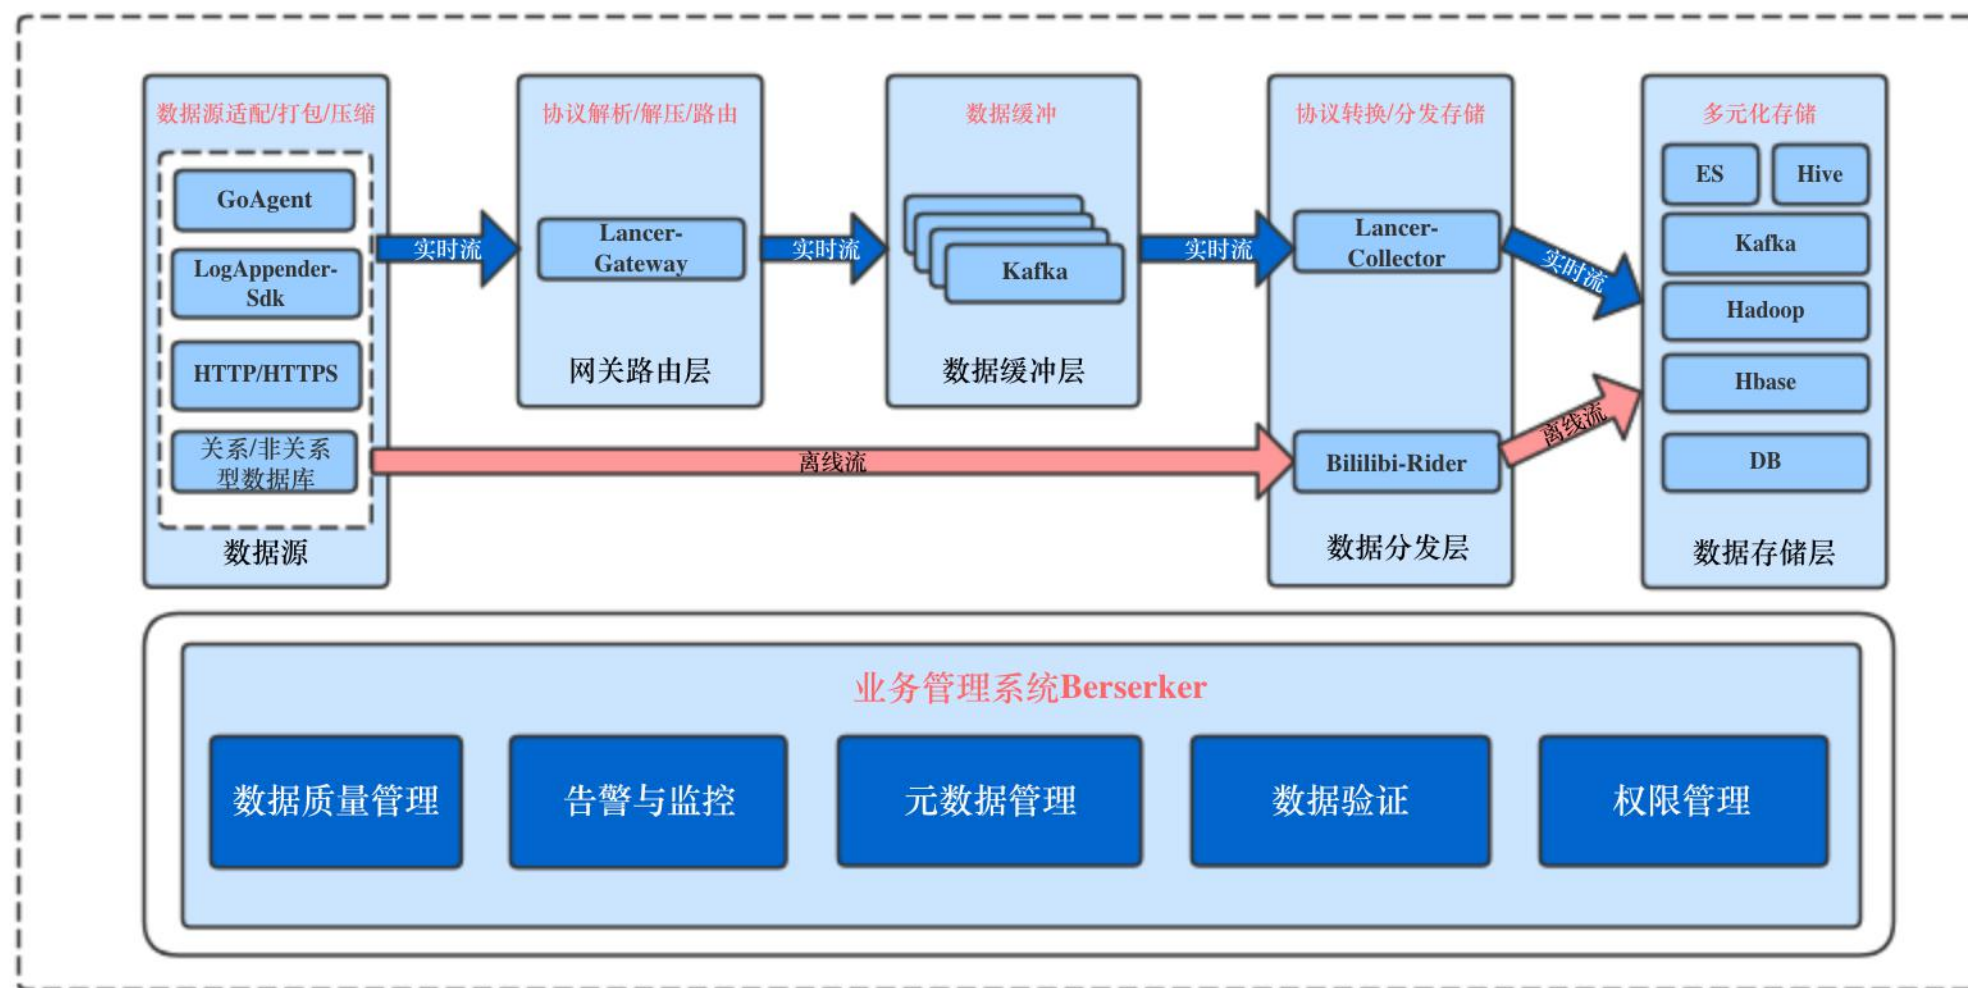 数据源适配/打包/压缩
GoAgent
LogAppender-
Sdk
HTTP/HTTPS
关系/非关系
型数据库
数据源
实时流
协议解析/解压/路由
Lancer-
Gateway
网关路由层
实时流
数据缓冲
Kafka
数据缓冲层
实时流
离线流
协议转换/分发存储
Lancer-
Collector
Bililibi-Rider
数据分发层
实时流
离线流
多元化存储
ES
Hive
Kafka
Hadoop
Hbase
DB
数据存储层
业务管理系统Berserker
数据质量管理
告警与监控
元数据管理
数据验证
权限管理